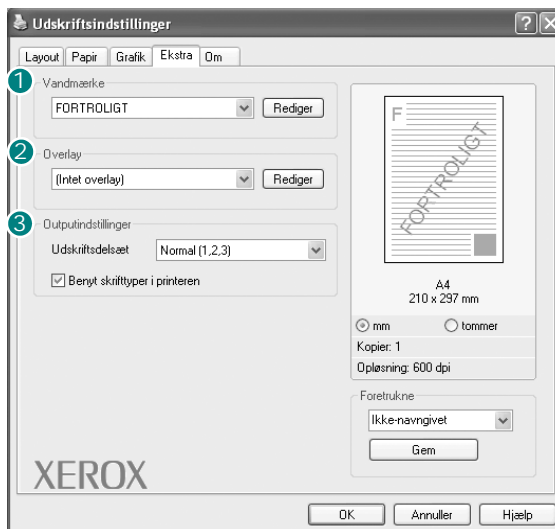 Udskriftsindstillinger
Layout Papir Grafik Ekstra Om
1
Vandmærke
FORTROLIGT Rediger
2
Overlay
(Intet overlay) Rediger
3
Outputindstillinger
Udskriftsdelsæt Normal (1,2,3)
Benyt skrifttyper i printeren
F
FORTROLIGT
A4
210 x 297 mm
mm tommer
Kopier: 1
Opløsning: 600 dpi
Foretrukne
Ikke-navngivet
Gem
XEROX
OK Annuller Hjælp